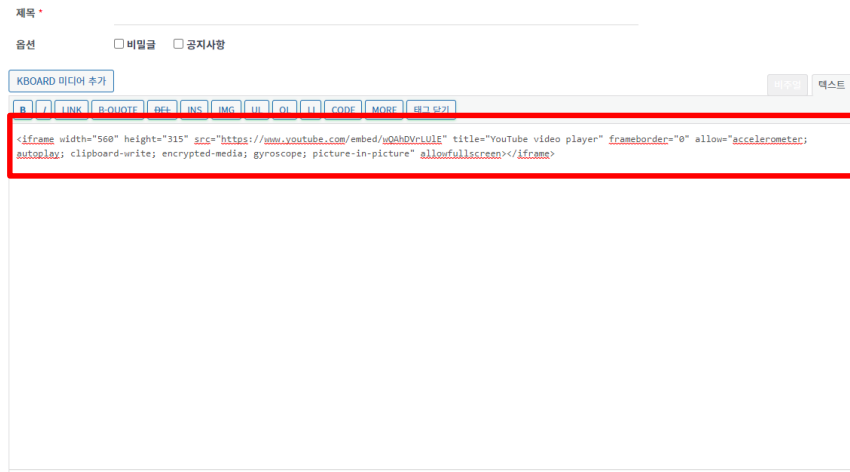 제목 *
옵션 비밀글 공지사항
KBOARD 미디어 추가
비주얼 텍스트
B I LINK B-QUOTE DEL INS IMG UL OL LI CODE MORE 태그 닫기
<iframe width="560" height="315" src="https://www.youtube.com/embed/wQAhDVrLUlE" title="YouTube video player" frameborder="0" allow="accelerometer;
autoplay; clipboard-write; encrypted-media; gyroscope; picture-in-picture" allowfullscreen></iframe>